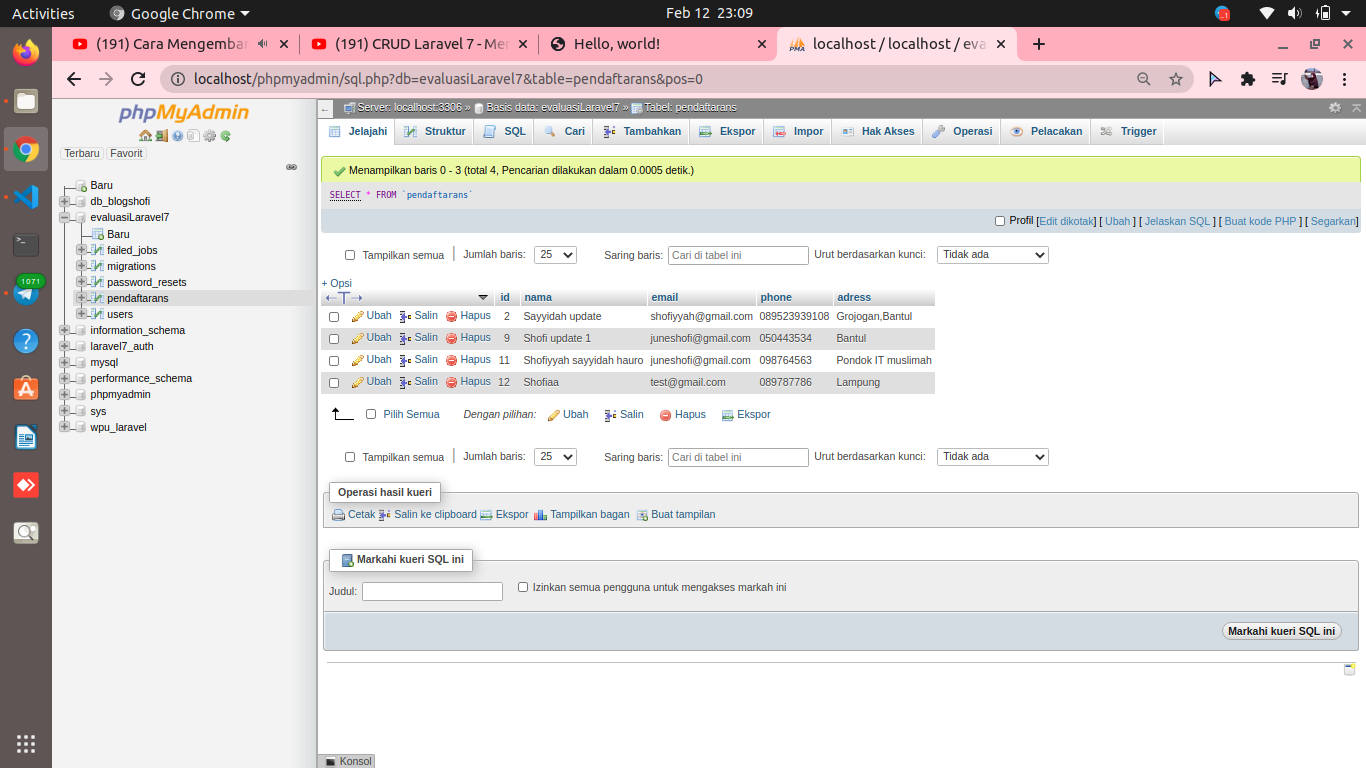 Activities Google Chrome Feb 12 23:09
(191) Cara Mengemban (191) CRUD Laravel 7 - Me Hello, world! localhost / localhost / eva
localhost/phpmyadmin/sql.php?db=evaluasiLaravel7&table=pendaftarans&pos=0
phpMyAdmin
Terbaru Favorit
Baru
db_blogshofi
evaluasiLaravel7
Baru
failed_jobs
migrations
password_resets
pendaftarans
users
information_schema
laravel7_auth
mysql
performance_schema
phpmyadmin
sys
wpu_laravel
1071
Server: localhost:3306 » Basis data: evaluasiLaravel7 » Tabel: pendaftarans
Jelajahi Struktur SQL Cari Tambahkan Ekspor Impor Hak Akses Operasi Pelacakan Trigger
Menampilkan baris 0 - 3 (total 4, Pencarian dilakukan dalam 0.0005 detik.)
SELECT * FROM `pendaftarans`
Profil [Edit dikotak] [ Ubah ] [ Jelaskan SQL ] [ Buat kode PHP ] [ Segarkan]
Tampilkan semua Jumlah baris: 25 Saring baris: Cari di tabel ini Urut berdasarkan kunci: Tidak ada
+ Opsi
←T→ id nama email phone adress
Ubah Salin Hapus 2 Sayyidah update shofiyyah@gmail.com 089523939108 Grojogan,Bantul
Ubah Salin Hapus 9 Shofi update 1 juneshofi@gmail.com 050443534 Bantul
Ubah Salin Hapus 11 Shofiyyah sayyidah hauro juneshofi@gmail.com 098764563 Pondok IT muslimah
Ubah Salin Hapus 12 Shofiaa test@gmail.com 089787786 Lampung
Pilih Semua Dengan pilihan: Ubah Salin Hapus Ekspor
Tampilkan semua Jumlah baris: 25 Saring baris: Cari di tabel ini Urut berdasarkan kunci: Tidak ada
Operasi hasil kueri
Cetak Salin ke clipboard Ekspor Tampilkan bagan Buat tampilan
Markahi kueri SQL ini
Judul: Izinkan semua pengguna untuk mengakses markah ini
Markahi kueri SQL ini
Konsol